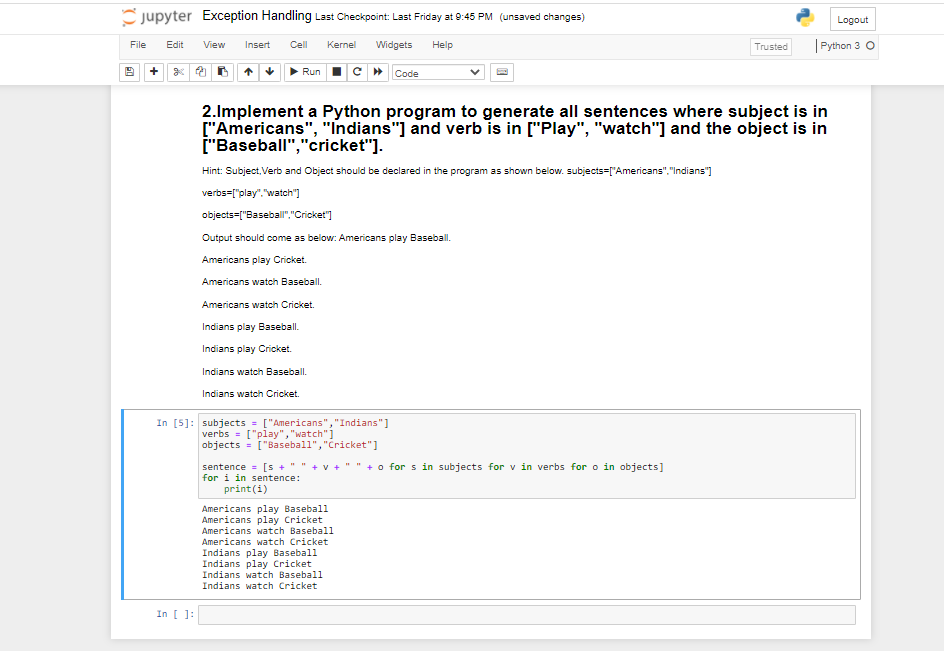 jupyter Exception Handling Last Checkpoint: Last Friday at 9:45 PM (unsaved changes) Logout
File Edit View Insert Cell Kernel Widgets Help Trusted Python 3
Run Code
2.Implement a Python program to generate all sentences where subject is in
["Americans", "Indians"] and verb is in ["Play", "watch"] and the object is in
["Baseball","cricket"].
Hint: Subject,Verb and Object should be declared in the program as shown below. subjects=["Americans","Indians"]
verbs=["play","watch"]
objects=["Baseball","Cricket"]
Output should come as below: Americans play Baseball.
Americans play Cricket.
Americans watch Baseball.
Americans watch Cricket.
Indians play Baseball.
Indians play Cricket.
Indians watch Baseball.
Indians watch Cricket.
In [5]: subjects = ["Americans","Indians"]
verbs = ["play","watch"]
objects = ["Baseball","Cricket"]
sentence = [s + " " + v + " " + o for s in subjects for v in verbs for o in objects]
for i in sentence:
    print(i)
Americans play Baseball
Americans play Cricket
Americans watch Baseball
Americans watch Cricket
Indians play Baseball
Indians play Cricket
Indians watch Baseball
Indians watch Cricket
In [ ]: